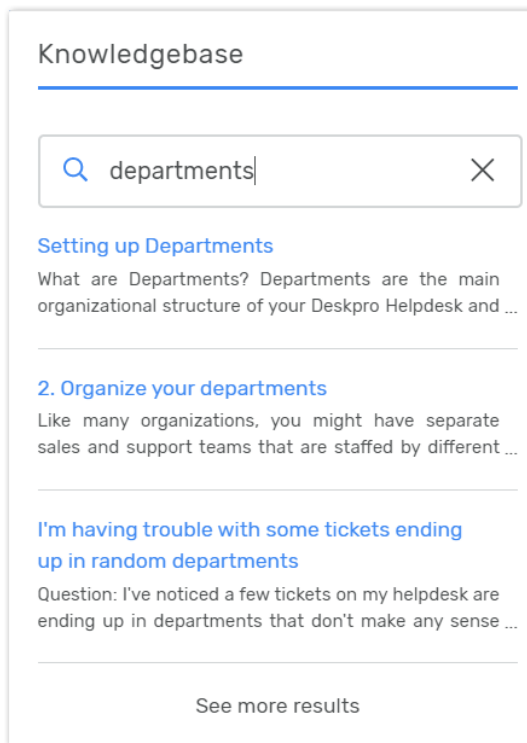 Knowledgebase
departments
Setting up Departments
What are Departments? Departments are the main
organizational structure of your Deskpro Helpdesk and ...
2. Organize your departments
Like many organizations, you might have separate
sales and support teams that are staffed by different ...
I'm having trouble with some tickets ending
up in random departments
Question: I've noticed a few tickets on my helpdesk are
ending up in departments that don't make any sense ...
See more results